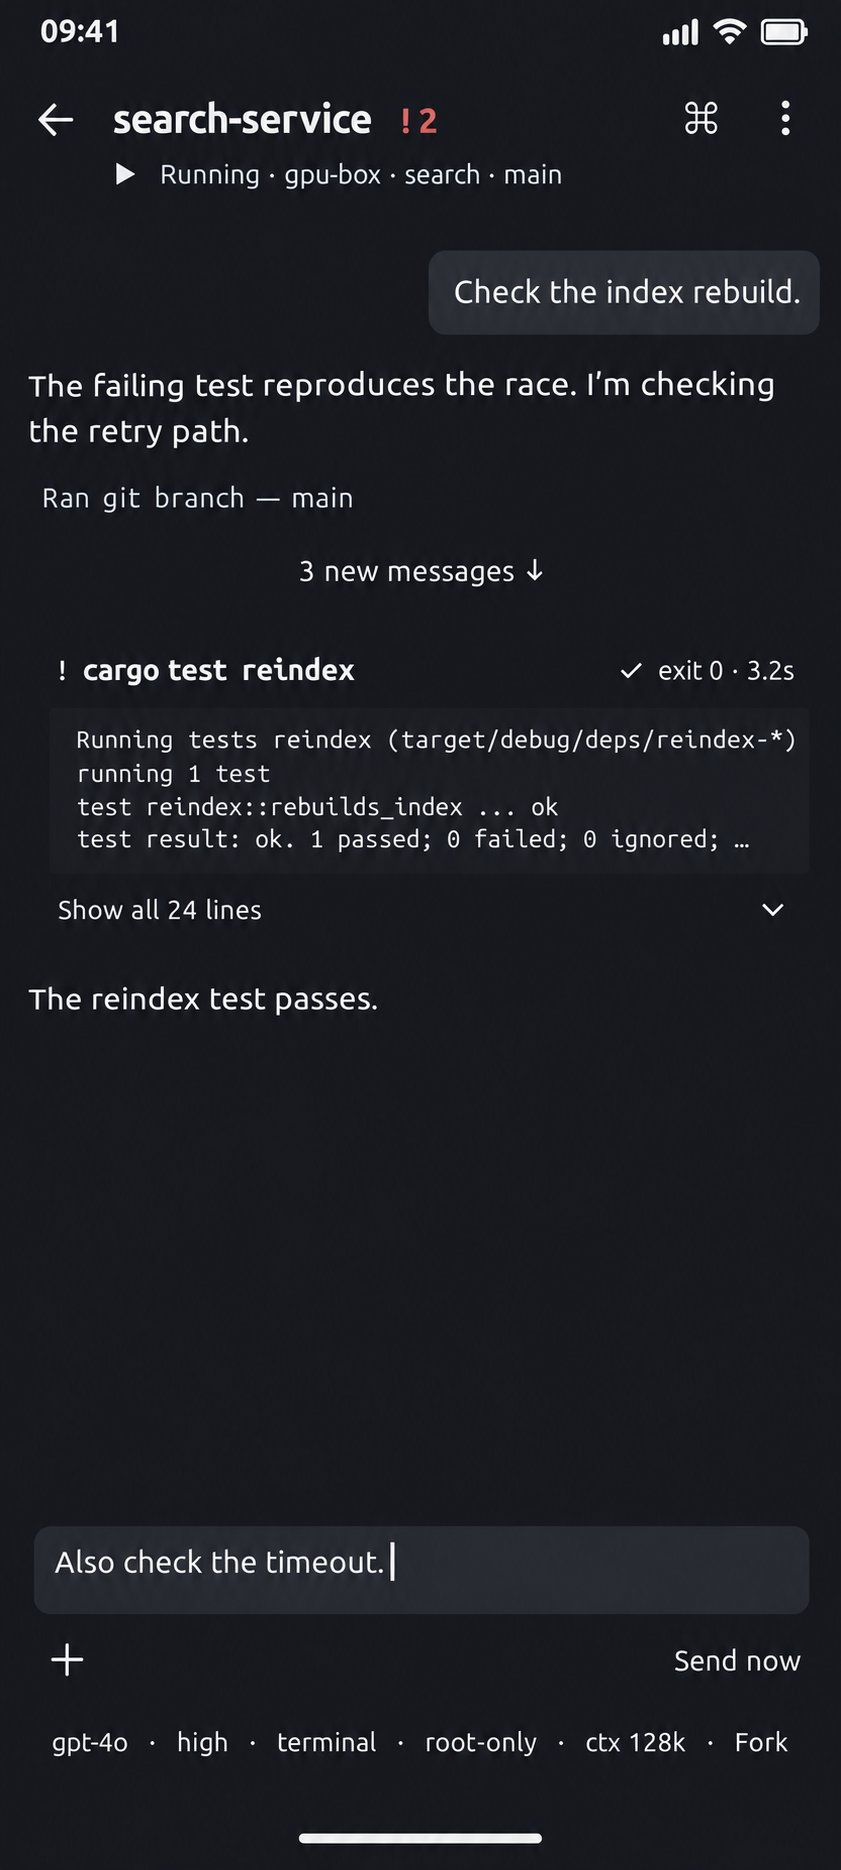 09:41
search-service ! 2
Running · gpu-box · search · main
Check the index rebuild.
The failing test reproduces the race. I'm checking
the retry path.
Ran git branch — main
3 new messages ↓
! cargo test reindex ✓ exit 0 · 3.2s
Running tests reindex (target/debug/deps/reindex-*)
running 1 test
test reindex::rebuilds_index ... ok
test result: ok. 1 passed; 0 failed; 0 ignored; …
Show all 24 lines
The reindex test passes.
Also check the timeout.
Send now
gpt-4o · high · terminal · root-only · ctx 128k · Fork